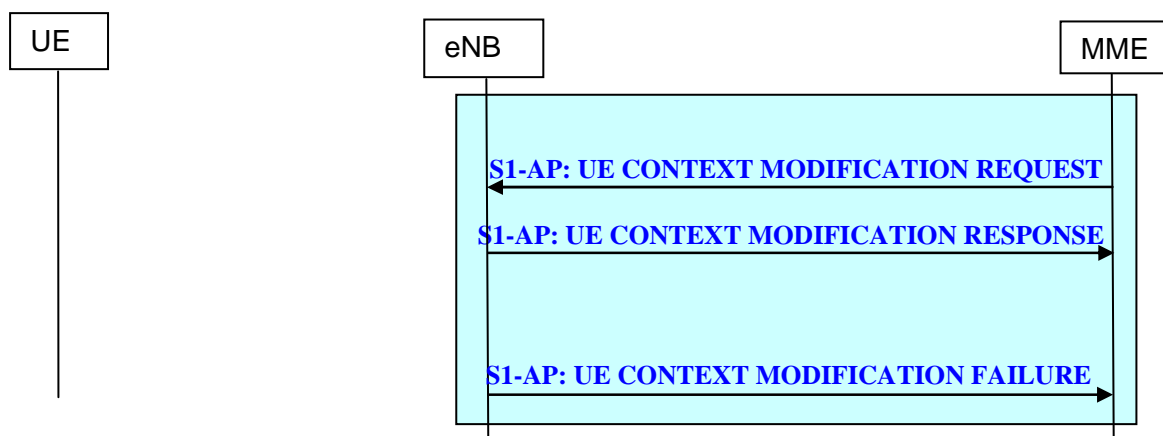 UE
eNB
MME
S1-AP: UE CONTEXT MODIFICATION REQUEST
S1-AP: UE CONTEXT MODIFICATION RESPONSE
S1-AP: UE CONTEXT MODIFICATION FAILURE